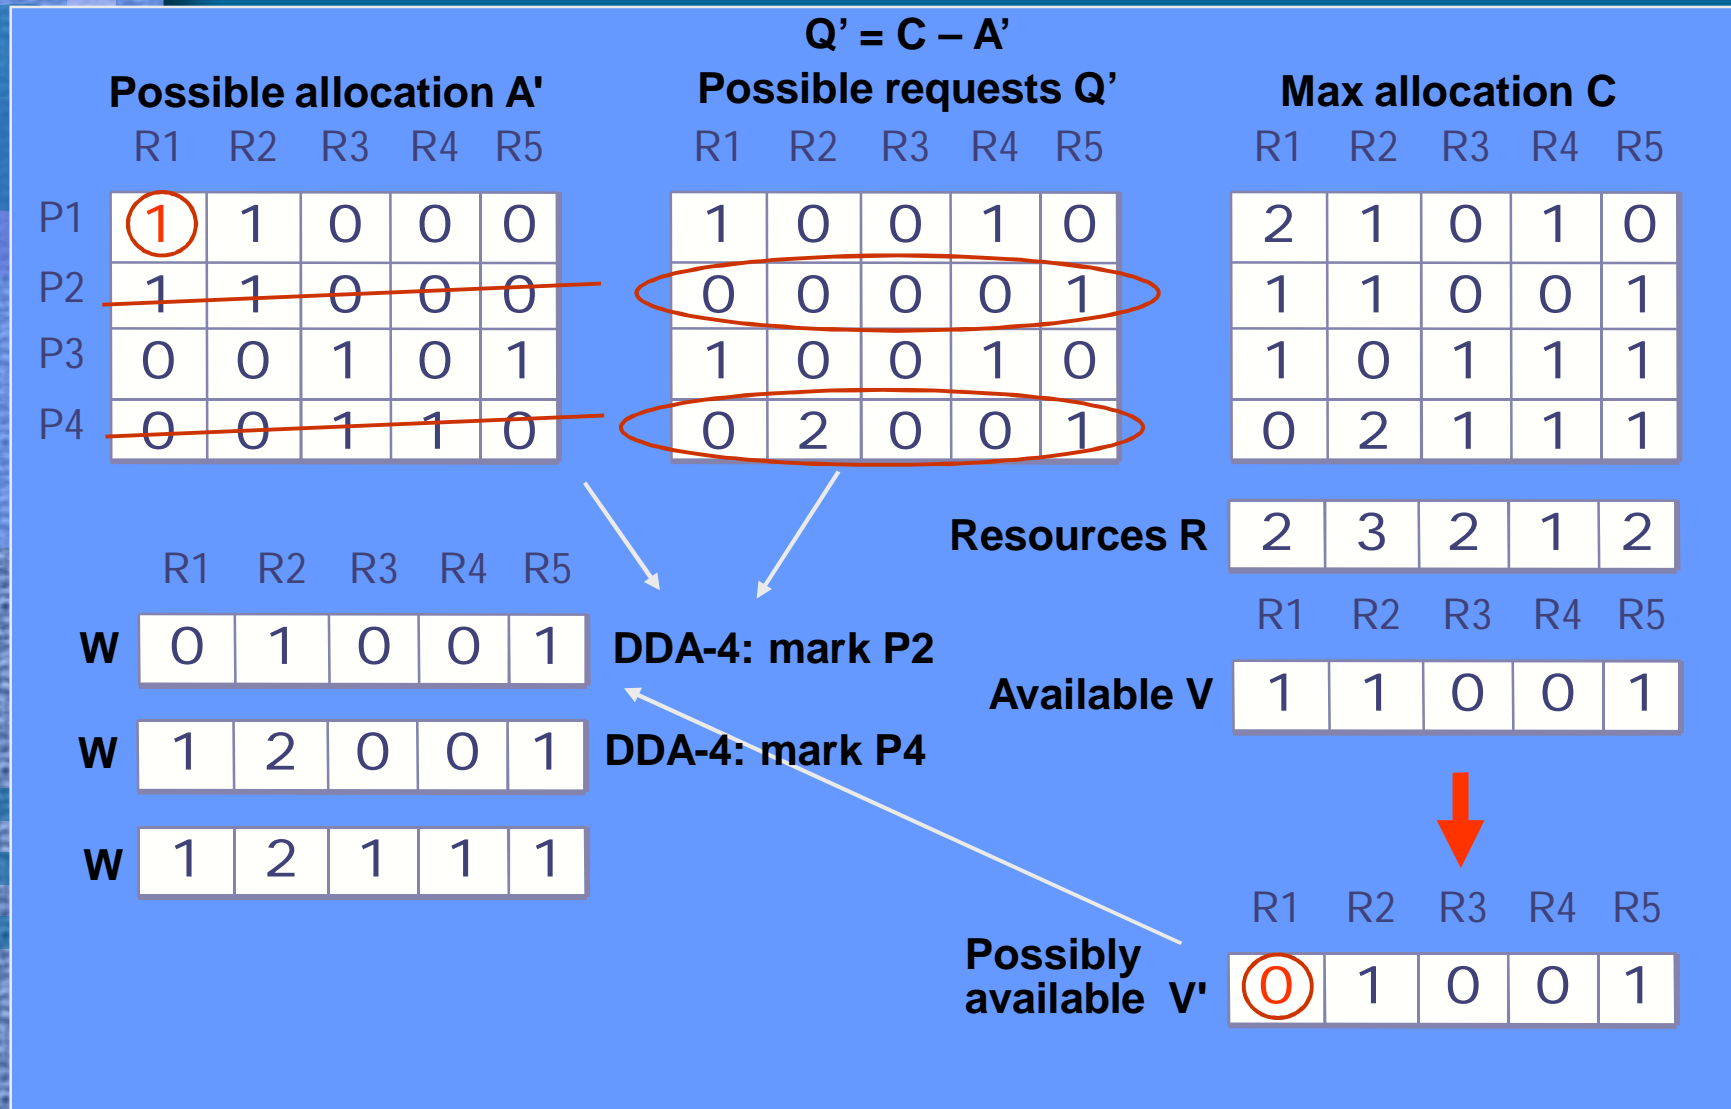 Q’ = C – A’
Possible allocation A' Possible requests Q’ Max allocation C
R1 R2 R3 R4 R5 R1 R2 R3 R4 R5 R1 R2 R3 R4 R5
P1 1 1 0 0 0 1 0 0 1 0 2 1 0 1 0
P2 1 1 0 0 0 0 0 0 0 1 1 1 0 0 1
P3 0 0 1 0 1 1 0 0 1 0 1 0 1 1 1
P4 0 0 1 1 0 0 2 0 0 1 0 2 1 1 1
Resources R 2 3 2 1 2
R1 R2 R3 R4 R5
W 0 1 0 0 1 DDA-4: mark P2
W 1 2 0 0 1 DDA-4: mark P4
W 1 2 1 1 1
R1 R2 R3 R4 R5
Available V 1 1 0 0 1
R1 R2 R3 R4 R5
Possibly
available V' 0 1 0 0 1